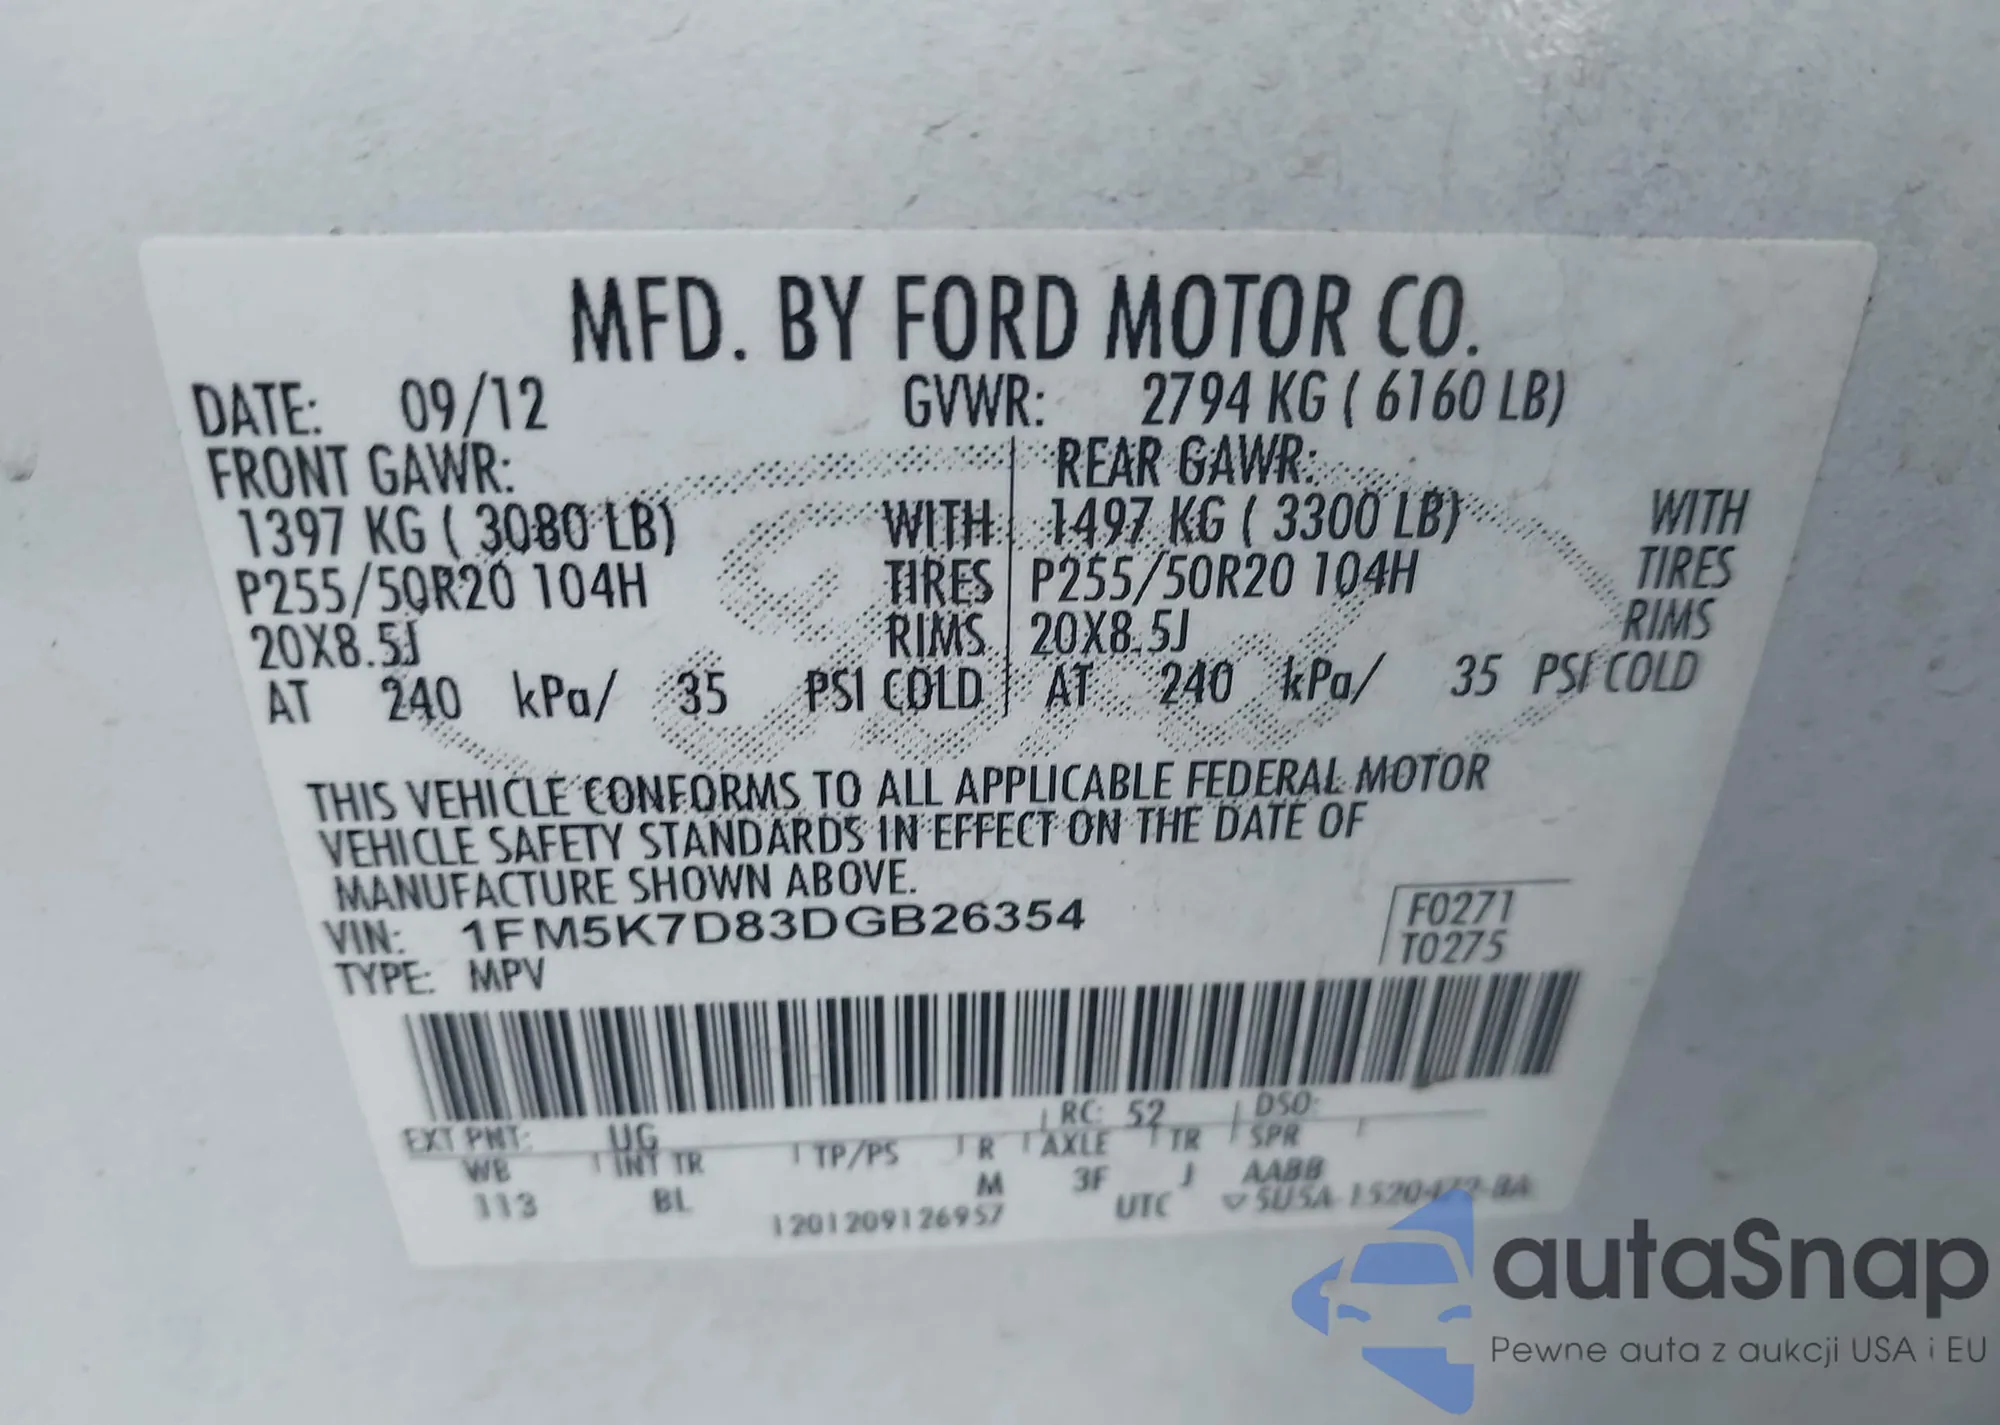 MFD. BY FORD MOTOR CO.
DATE: 09/12 GVWR: 2794 KG ( 6160 LB)
FRONT GAWR: REAR GAWR:
1397 KG ( 3080 LB) WITH 1497 KG ( 3300 LB) WITH
P255/50R20 104H TIRES P255/50R20 104H TIRES
20X8.5J RIMS 20X8.5J RIMS
AT 240 kPa/ 35 PSI COLD AT 240 kPa/ 35 PSI COLD
THIS VEHICLE CONFORMS TO ALL APPLICABLE FEDERAL MOTOR
VEHICLE SAFETY STANDARDS IN EFFECT ON THE DATE OF
MANUFACTURE SHOWN ABOVE.
VIN: 1FM5K7D83DGB26354 F0271
TYPE: MPV T0275
EXT PNT: UG RC: 52 DSO:
WB INT TR TP/PS R AXLE TR SPR
113 BL M 3F J AABB
1201209126957 UTC
autaSnap
Pewne auta z aukcji USA i EU